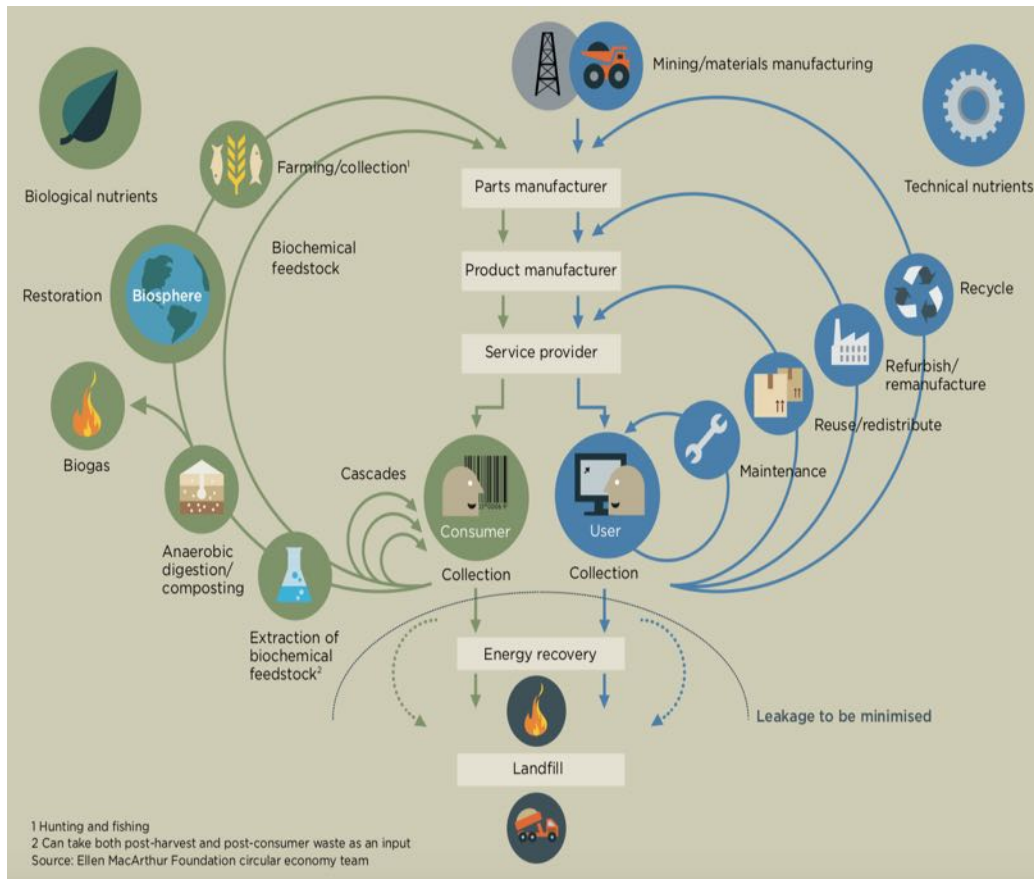 Mining/materials manufacturing
Biological nutrients
Farming/collection¹
Parts manufacturer
Technical nutrients
Biochemical
feedstock
Product manufacturer
Restoration
Biosphere
Recycle
Service provider
Refurbish/
remanufacture
Reuse/redistribute
Biogas
Cascades
Maintenance
Consumer
User
Anaerobic
digestion/
composting
Collection
Collection
Extraction of
biochemical
feedstock²
Energy recovery
Leakage to be minimised
Landfill
1 Hunting and fishing
2 Can take both post-harvest and post-consumer waste as an input
Source: Ellen MacArthur Foundation circular economy team